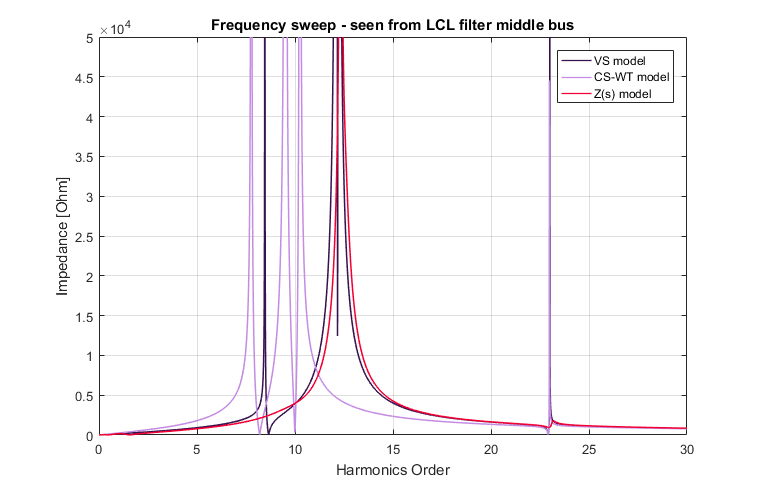 Frequency sweep - seen from LCL filter middle bus
×10⁴
5
4.5
4
3.5
3
2.5
2
1.5
1
0.5
0
Impedance [Ohm]
VS model
CS-WT model
Z(s) model
0 5 10 15 20 25 30
Harmonics Order